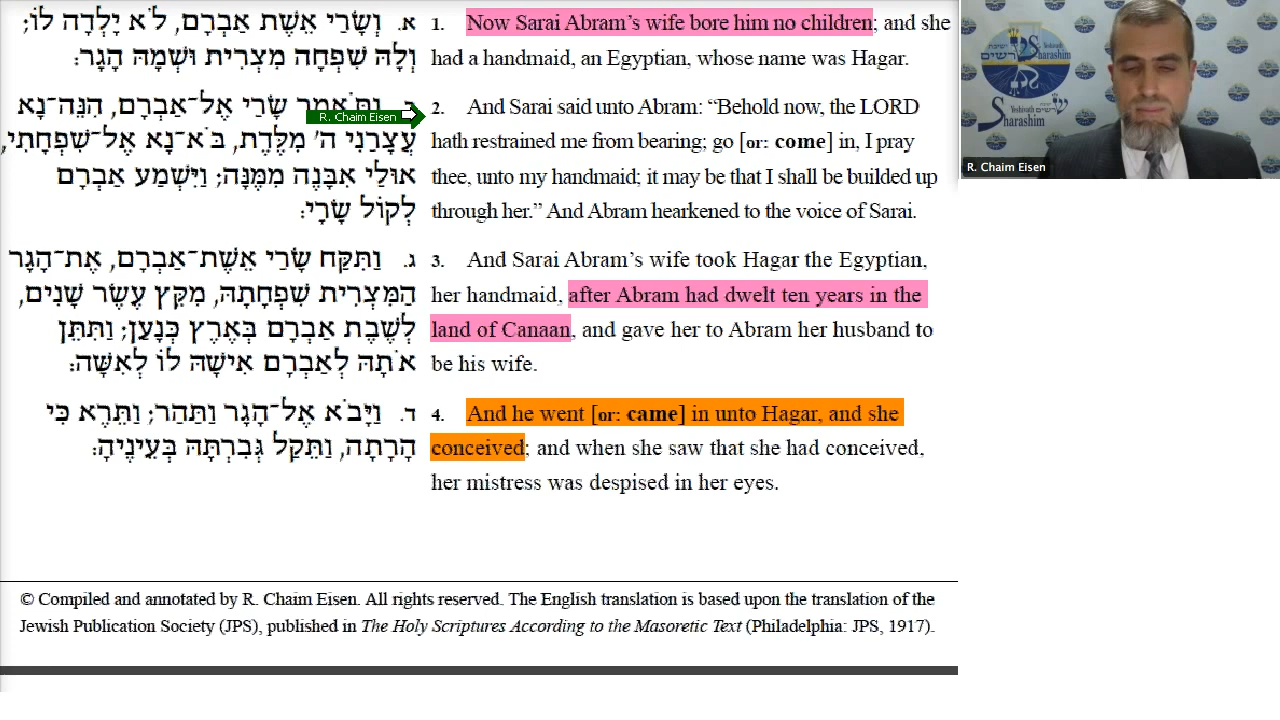 א. וְשָׂרַי אֵשֶׁת אַבְרָם, לֹא יָלְדָה לוֹ;
וְלָהּ שִׁפְחָה מִצְרִית וּשְׁמָהּ הָגָר:
ב. וַתֹּאמֶר שָׂרַי אֶל־אַבְרָם, הִנֵּה־נָא
עֲצָרַנִי ה' מִלֶּדֶת, בֹּא־נָא אֶל־שִׁפְחָתִי,
אוּלַי אִבָּנֶה מִמֶּנָּה; וַיִּשְׁמַע אַבְרָם
לְקוֹל שָׂרָי:
ג. וַתִּקַּח שָׂרַי אֵשֶׁת־אַבְרָם, אֶת־הָגָר
הַמִּצְרִית שִׁפְחָתָהּ, מִקֵּץ עֶשֶׂר שָׁנִים,
לְשֶׁבֶת אַבְרָם בְּאֶרֶץ כְּנָעַן; וַתִּתֵּן
אֹתָהּ לְאַבְרָם אִישָׁהּ לוֹ לְאִשָּׁה:
ד. וַיָּבֹא אֶל־הָגָר וַתַּהַר; וַתֵּרֶא כִּי
הָרָתָה, וַתֵּקַל גְּבִרְתָּהּ בְּעֵינֶיהָ:
1. Now Sarai Abram’s wife bore him no children; and she
had a handmaid, an Egyptian, whose name was Hagar.
2. And Sarai said unto Abram: “Behold now, the LORD
hath restrained me from bearing; go [or: come] in, I pray
thee, unto my handmaid; it may be that I shall be builded up
through her.” And Abram hearkened to the voice of Sarai.
3. And Sarai Abram’s wife took Hagar the Egyptian,
her handmaid, after Abram had dwelt ten years in the
land of Canaan, and gave her to Abram her husband to
be his wife.
4. And he went [or: came] in unto Hagar, and she
conceived; and when she saw that she had conceived,
her mistress was despised in her eyes.
© Compiled and annotated by R. Chaim Eisen. All rights reserved. The English translation is based upon the translation of the
Jewish Publication Society (JPS), published in The Holy Scriptures According to the Masoretic Text (Philadelphia: JPS, 1917).
R. Chaim Eisen
ישיבת
שרשים
Yeshivath
Sharashim
R. Chaim Eisen